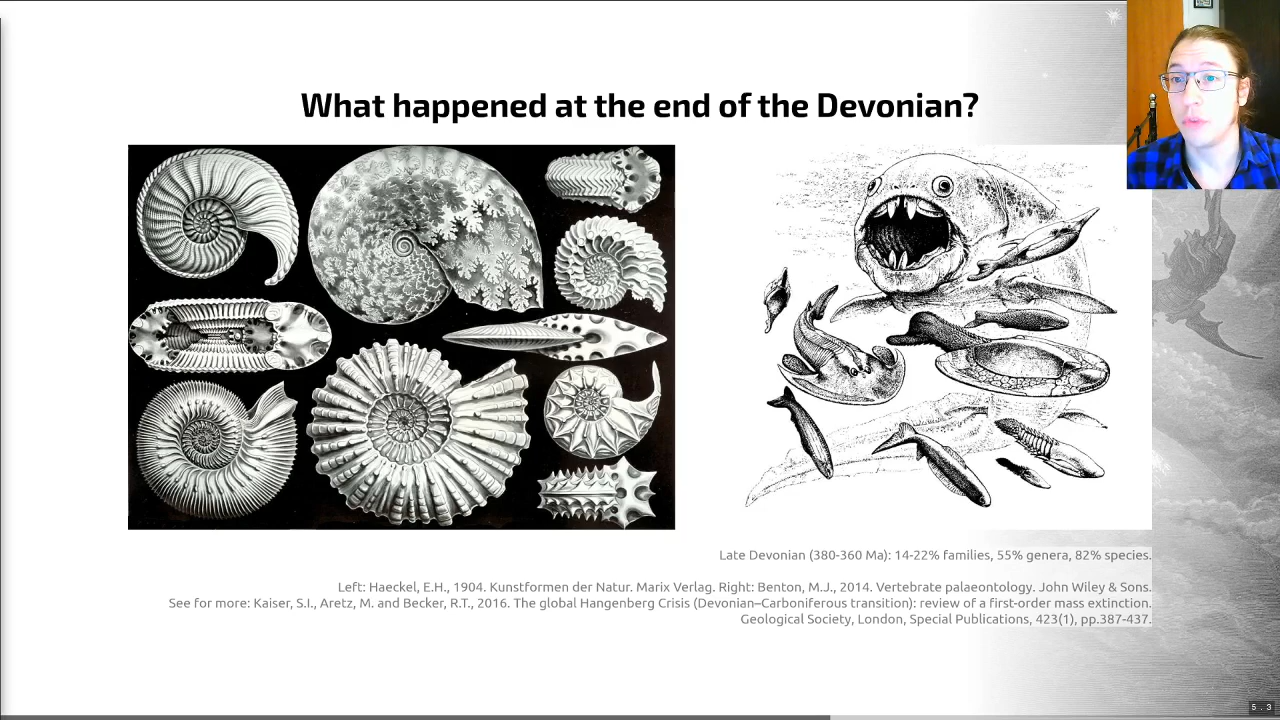 What happened at the end of the Devonian?
Late Devonian (380-360 Ma): 14-22% families, 55% genera, 82% species.
Left: Haeckel, E.H., 1904. Kunstformen der Natur. Marix Verlag. Right: Benton, M.J., 2014. Vertebrate palaeontology. John Wiley & Sons.
See for more: Kaiser, S.I., Aretz, M. and Becker, R.T., 2016. The global Hangenberg Crisis (Devonian–Carboniferous transition): review of a first-order mass extinction.
Geological Society, London, Special Publications, 423(1), pp.387-437.
5 . 3